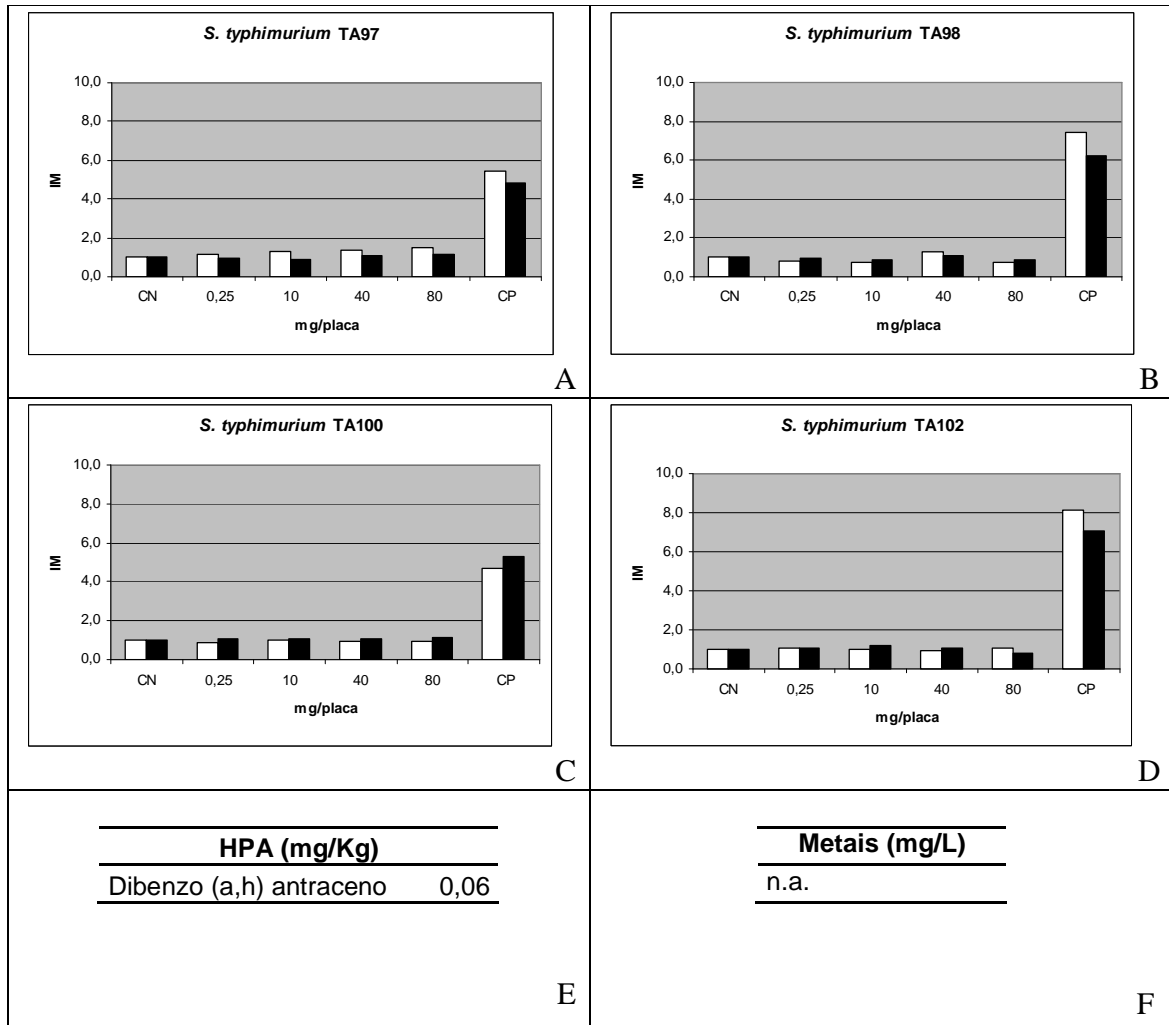 S. typhimurium TA97
10,0
8,0
6,0
4,0
2,0
0,0
IM
CN 0,25 10 40 80 CP
mg/placa
A
S. typhimurium TA98
10,0
8,0
6,0
4,0
2,0
0,0
IM
CN 0,25 10 40 80 CP
mg/placa
B
S. typhimurium TA100
10,0
8,0
6,0
4,0
2,0
0,0
IM
CN 0,25 10 40 80 CP
mg/placa
C
S. typhimurium TA102
10,0
8,0
6,0
4,0
2,0
0,0
IM
CN 0,25 10 40 80 CP
mg/placa
D
HPA (mg/Kg)
Dibenzo (a,h) antraceno 0,06
E
Metais (mg/L)
n.a.
F